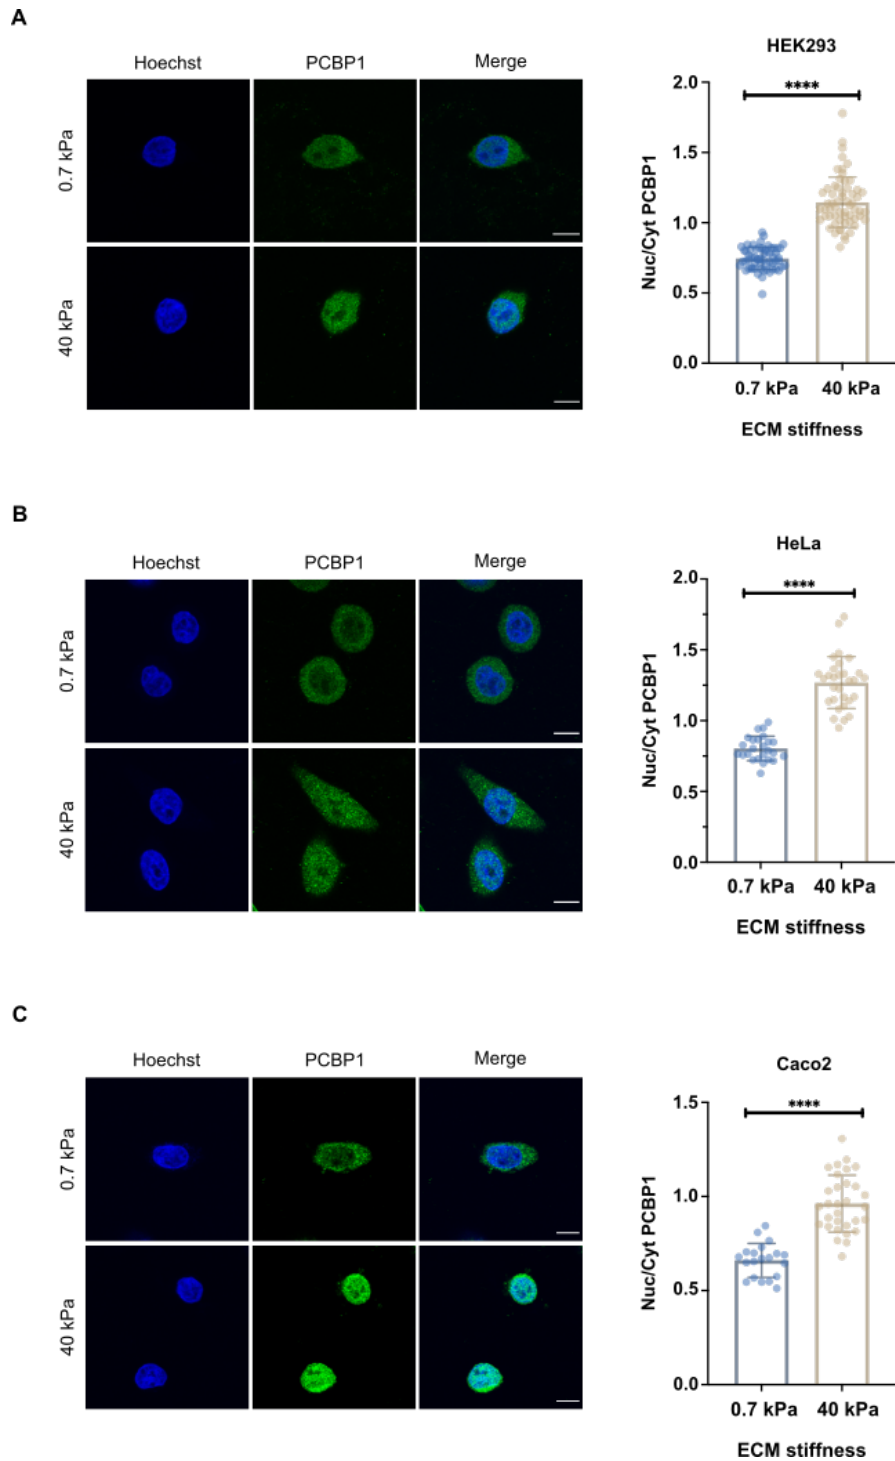 A
Hoechst PCBP1 Merge
0.7 kPa
40 kPa
HEK293
****
2.0
1.5
1.0
0.5
0.0
Nuc/Cyt PCBP1
0.7 kPa 40 kPa
ECM stiffness
B
Hoechst PCBP1 Merge
0.7 kPa
40 kPa
HeLa
****
2.0
1.5
1.0
0.5
0.0
Nuc/Cyt PCBP1
0.7 kPa 40 kPa
ECM stiffness
C
Hoechst PCBP1 Merge
0.7 kPa
40 kPa
Caco2
****
1.5
1.0
0.5
0.0
Nuc/Cyt PCBP1
0.7 kPa 40 kPa
ECM stiffness